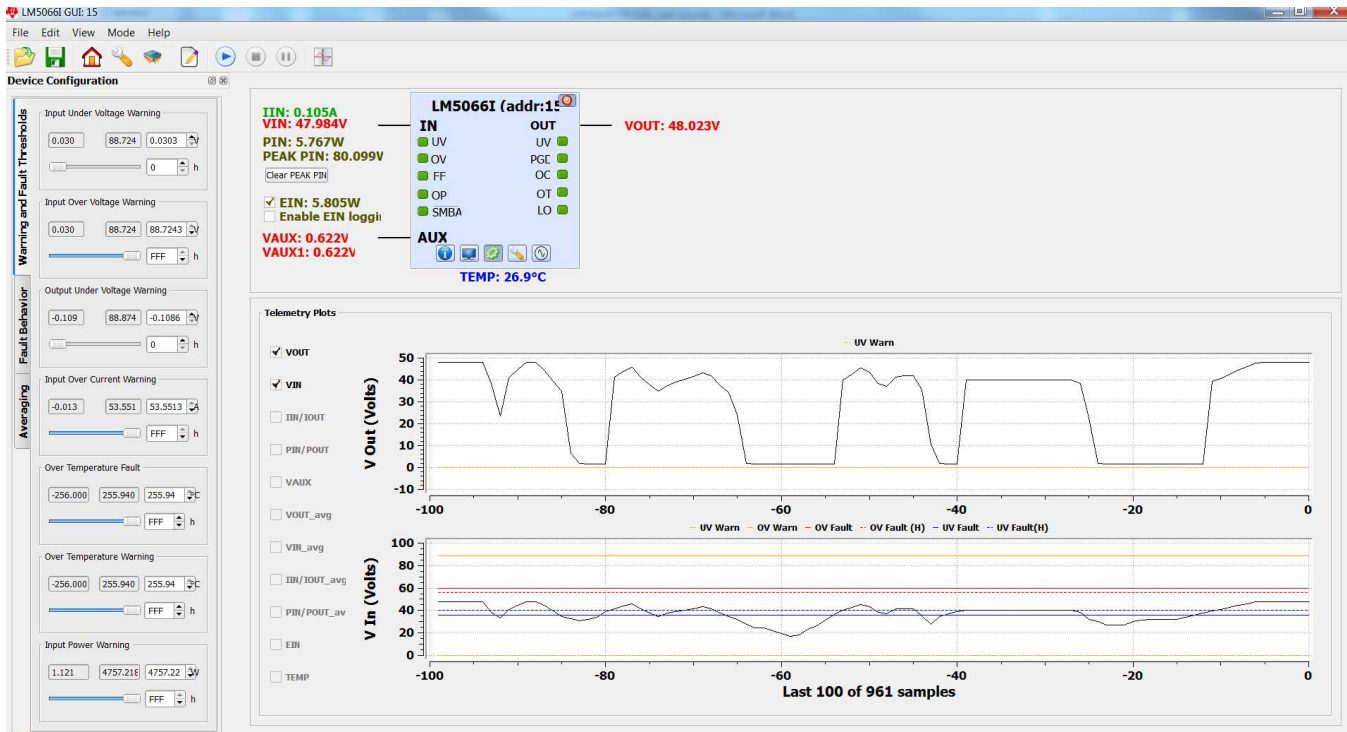 LM5066I GUI: 15
File Edit View Mode Help
Device Configuration
Warning and Fault Thresholds
Fault Behavior
Averaging
Input Under Voltage Warning
0.030 88.724 0.0303 V
0 h
Input Over Voltage Warning
0.030 88.724 88.7243 V
FFF h
Output Under Voltage Warning
-0.109 88.874 -0.1086 V
0 h
Input Over Current Warning
-0.013 53.551 53.5513 A
FFF h
Over Temperature Fault
-256.000 255.940 255.94 °C
FFF h
Over Temperature Warning
-256.000 255.940 255.94 °C
FFF h
Input Power Warning
1.121 4757.218 4757.22 W
FFF h
IIN: 0.105A
VIN: 47.984V
PIN: 5.767W
PEAK PIN: 80.099W
Clear PEAK PIN
EIN: 5.805W
Enable EIN loggi
VAUX: 0.622V
VAUX1: 0.622V
LM5066I (addr:15
IN OUT
UV UV
OV PGD
FF OC
OP OT
SMBA LO
AUX
VOUT: 48.023V
TEMP: 26.9°C
Telemetry Plots
VOUT
VIN
IIN/IOUT
PIN/POUT
VAUX
VOUT_avg
VIN_avg
IIN/IOUT_avg
PIN/POUT_av
EIN
TEMP
UV Warn
V Out (Volts)
50
40
30
20
10
0
-10
-100 -80 -60 -40 -20 0
UV Warn OV Warn OV Fault OV Fault (H) UV Fault UV Fault(H)
V In (Volts)
100
80
60
40
20
0
-100 -80 -60 -40 -20 0
Last 100 of 961 samples